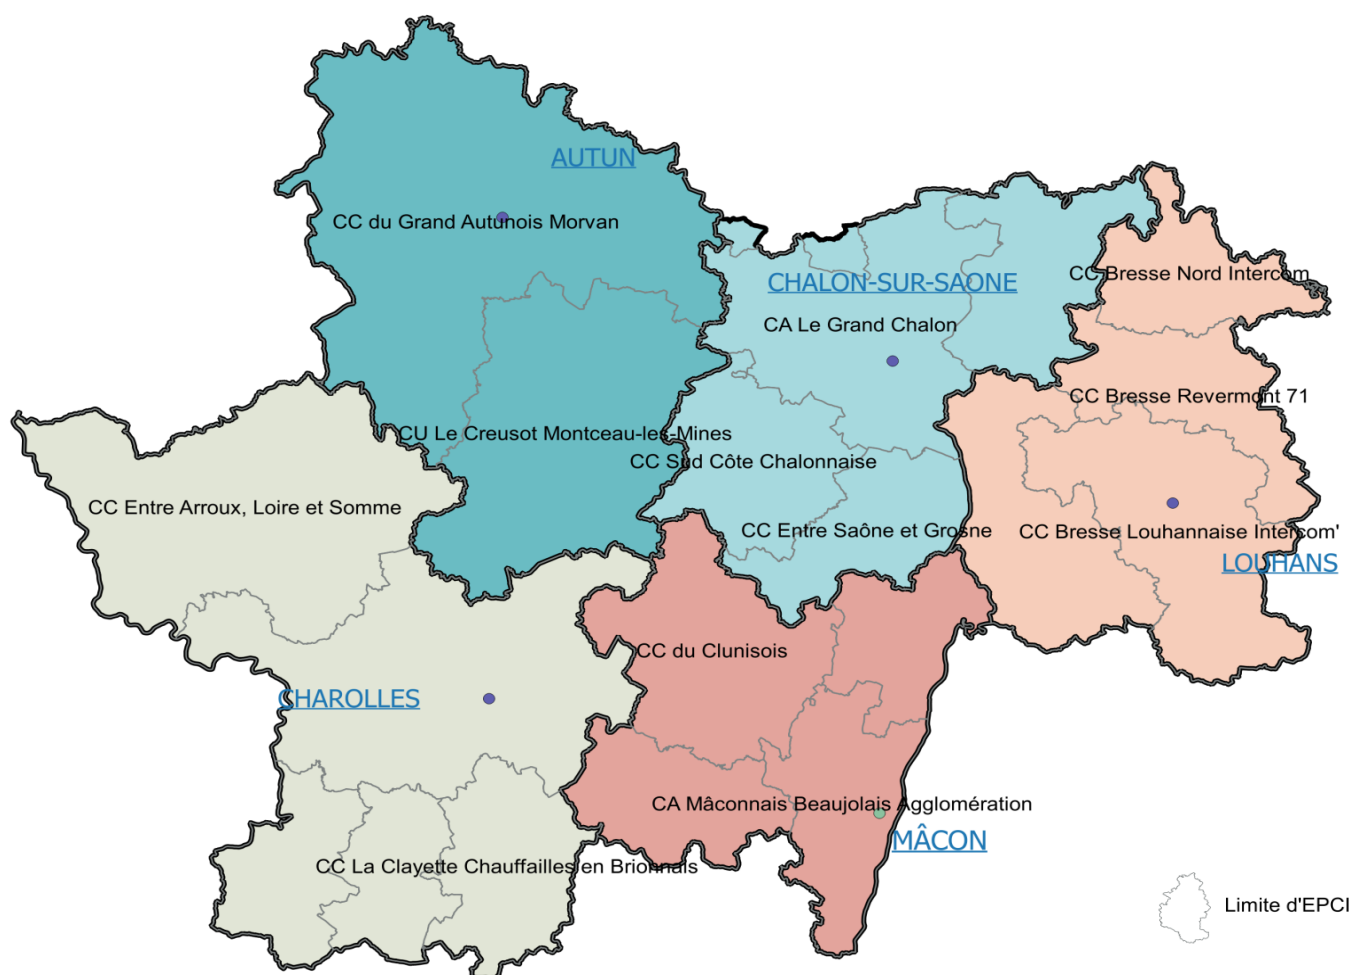 AUTUN
CC du Grand Autunois Morvan
CHALON-SUR-SAONE
CC Bresse Nord Intercom
CA Le Grand Chalon
CC Bresse Revermont 71
CU Le Creusot Montceau-les-Mines
CC Sud Côte Chalonnaise
CC Entre Arroux, Loire et Somme
CC Entre Saône et Grosne
CC Bresse Louhannaise Intercom'
LOUHANS
CC du Clunisois
CHAROLLES
CA Mâconnais Beaujolais Agglomération
MÂCON
CC La Clayette Chauffailles en Brionnais
Limite d'EPCI